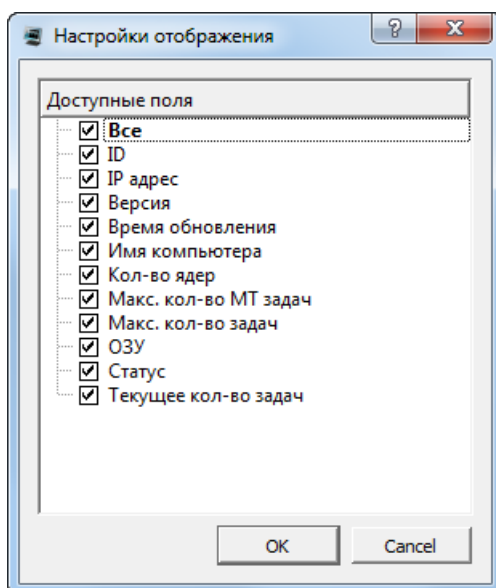 Настройки отображения
Доступные поля
Все
ID
IP адрес
Версия
Время обновления
Имя компьютера
Кол-во ядер
Макс. кол-во МТ задач
Макс. кол-во задач
ОЗУ
Статус
Текущее кол-во задач
OK Cancel